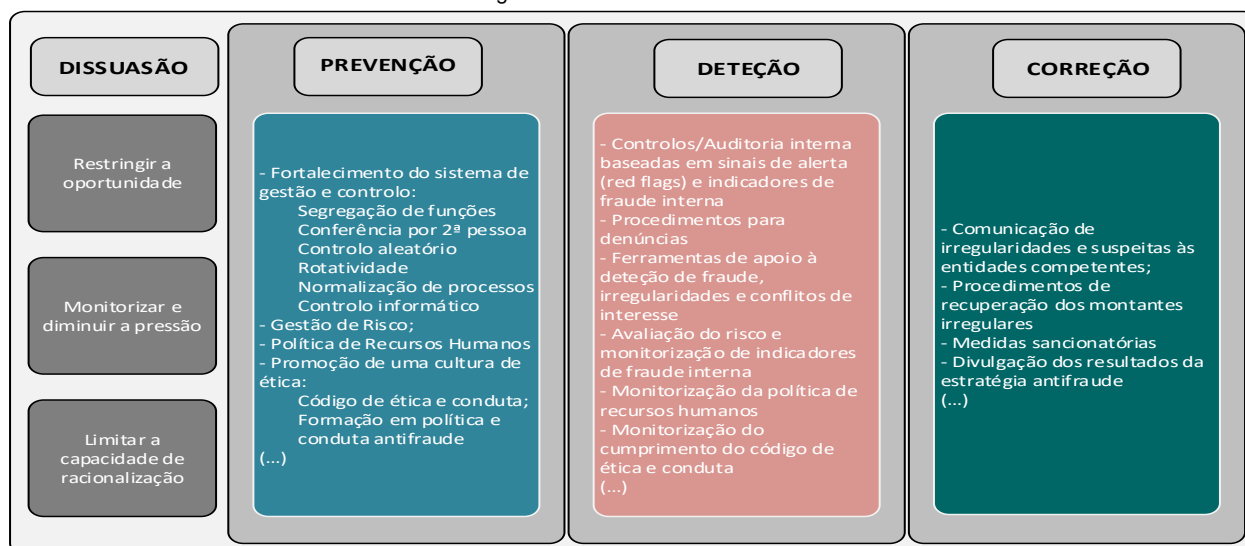 DISSUASÃO
Restringir a
oportunidade
Monitorizar e
diminuir a pressão
Limitar a
capacidade de
racionalização
PREVENÇÃO
- Fortalecimento do sistema de
gestão e controlo:
Segregação de funções
Conferência por 2ª pessoa
Controlo aleatório
Rotatividade
Normalização de processos
Controlo informático
- Gestão de Risco;
- Política de Recursos Humanos
- Promoção de uma cultura de
ética:
Código de ética e conduta;
Formação em política e
conduta antifraude
(...)
DETEÇÃO
- Controlos/Auditoria interna
baseadas em sinais de alerta
(red flags) e indicadores de
fraude interna
- Procedimentos para
denúncias
- Ferramentas de apoio à
deteção de fraude,
irregularidades e conflitos de
interesse
- Avaliação do risco e
monitorização de indicadores
de fraude interna
- Monitorização da política de
recursos humanos
- Monitorização do
cumprimento do código de
ética e conduta
(...)
CORREÇÃO
- Comunicação de
irregularidades e suspeitas às
entidades competentes;
- Procedimentos de
recuperação dos montantes
irregulares
- Medidas sancionatórias
- Divulgação dos resultados da
estratégia antifraude
(...)